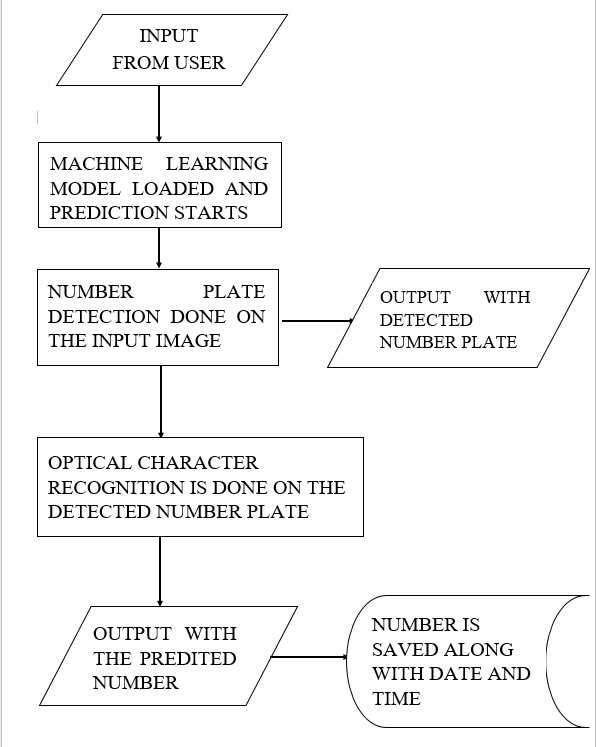 INPUT
FROM USER
MACHINE LEARNING
MODEL LOADED AND
PREDICTION STARTS
NUMBER PLATE
DETECTION DONE ON
THE INPUT IMAGE
OUTPUT WITH
DETECTED
NUMBER PLATE
OPTICAL CHARACTER
RECOGNITION IS DONE ON THE
DETECTED NUMBER PLATE
OUTPUT WITH
THE PREDITED
NUMBER
NUMBER IS
SAVED ALONG
WITH DATE AND
TIME